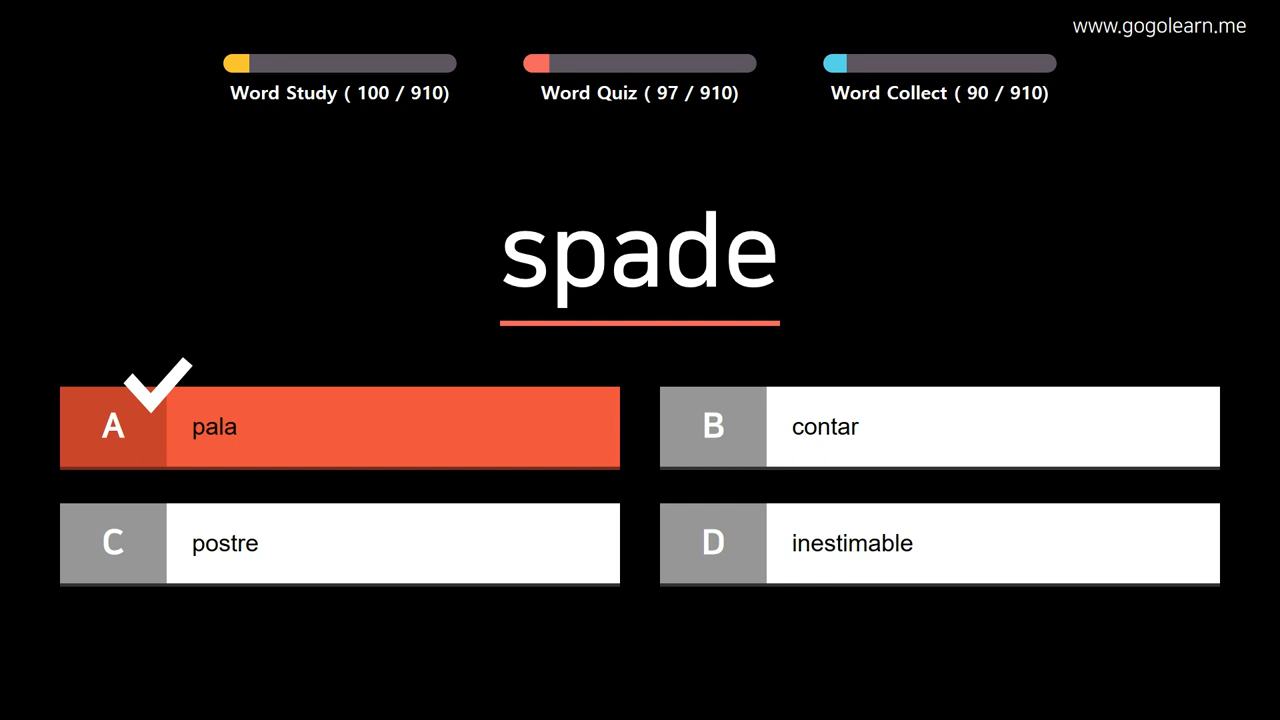 www.gogolearn.me
Word Study ( 100 / 910)
Word Quiz ( 97 / 910)
Word Collect ( 90 / 910)
spade
A
pala
B
contar
C
postre
D
inestimable